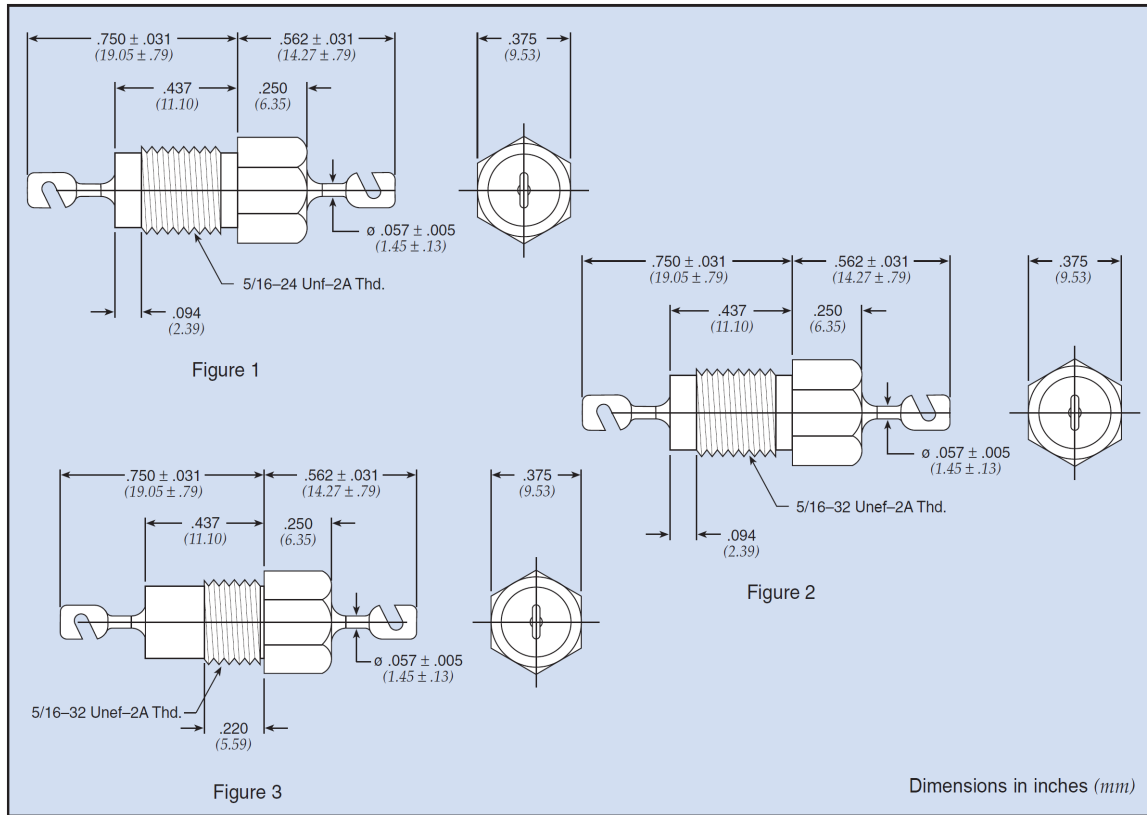 .750 ± .031
(19.05 ± .79)
.562 ± .031
(14.27 ± .79)
.375
(9.53)
.437
(11.10)
.250
(6.35)
ø .057 ± .005
(1.45 ± .13)
5/16–24 Unf–2A Thd.
.094
(2.39)
Figure 1
.750 ± .031
(19.05 ± .79)
.562 ± .031
(14.27 ± .79)
.375
(9.53)
.437
(11.10)
.250
(6.35)
ø .057 ± .005
(1.45 ± .13)
5/16–32 Unef–2A Thd.
.094
(2.39)
Figure 2
.750 ± .031
(19.05 ± .79)
.562 ± .031
(14.27 ± .79)
.375
(9.53)
.437
(11.10)
.250
(6.35)
ø .057 ± .005
(1.45 ± .13)
5/16–32 Unef–2A Thd.
.220
(5.59)
Figure 3
Dimensions in inches (mm)